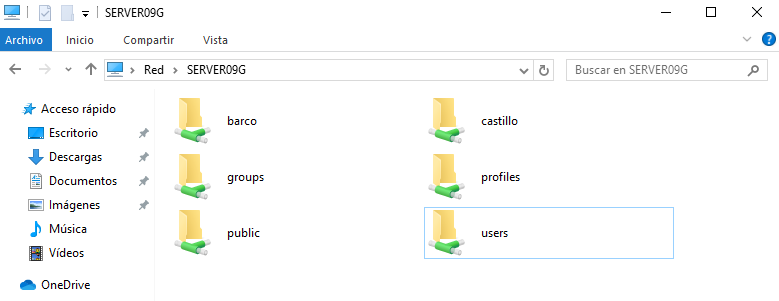 SERVER09G
Archivo Inicio Compartir Vista
Red SERVER09G Buscar en SERVER09G
Acceso rápido
Escritorio
Descargas
Documentos
Imágenes
Música
Vídeos
OneDrive
barco castillo
groups profiles
public users